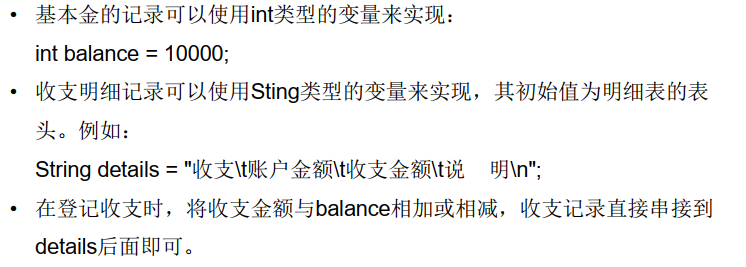 • 基本金的记录可以使用int类型的变量来实现：
int balance = 10000;
• 收支明细记录可以使用Sting类型的变量来实现，其初始值为明细表的表
头。例如：
String details = "收支\t账户金额\t收支金额\t说    明\n";
• 在登记收支时，将收支金额与balance相加或相减，收支记录直接串接到
details后面即可。